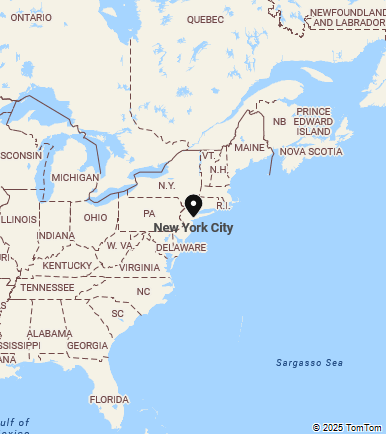 ONTARIO
QUEBEC
NEWFOUNDLAND
AND LABRADOR
NB
PRINCE
EDWARD
ISLAND
NOVA SCOTIA
MAINE
VT.
N.H.
SCONSIN
MICHIGAN
N.Y.
R.I.
PA
New York City
ILLINOIS
OHIO
INDIANA
W. VA.
DELAWARE
KENTUCKY
VIRGINIA
TENNESSEE
NC
SC
ALABAMA
SSISSIPPI
GEORGIA
ANA
Sargasso Sea
FLORIDA
ulf of
exico
© 2025 TomTom